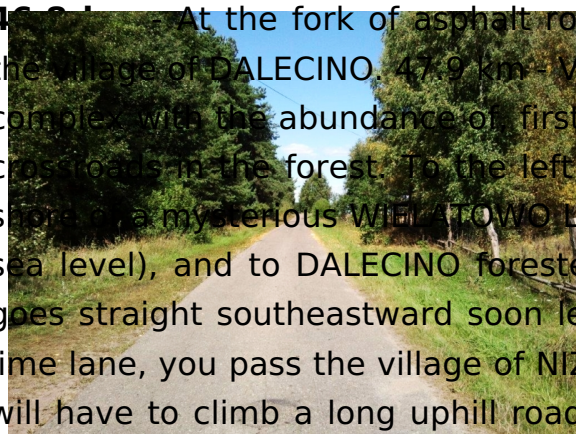 - At the fork of asphalt ro
the village of DALECINO. 47.9 km - V
complex with the abundance of first
crossroads in the forest. To the left
shore of a mysterious WIELATOWO L
sea level), and to DALECINO foreste
goes straight southeastward soon le
ime lane, you pass the village of NIZ
will have to climb a long uphill road